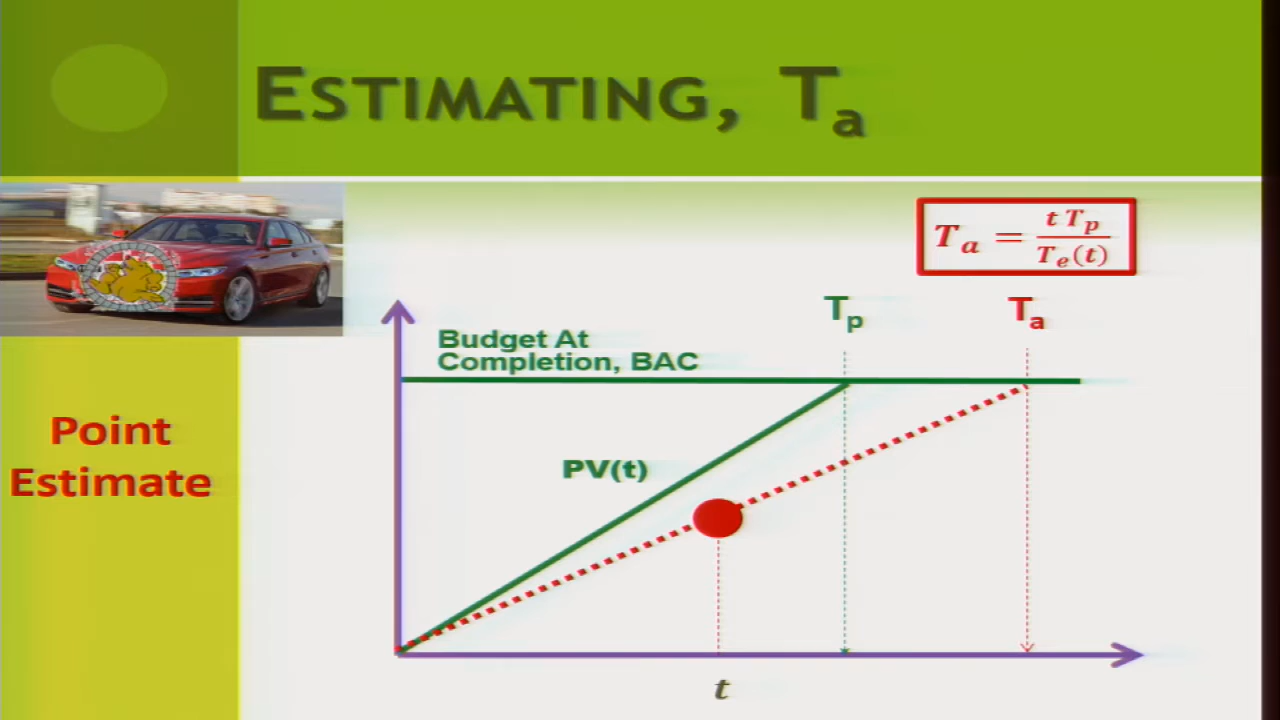 ESTIMATING, Ta
Ta = t Tp / Te(t)
Tp
Ta
Budget At
Completion, BAC
Point
Estimate
PV(t)
t